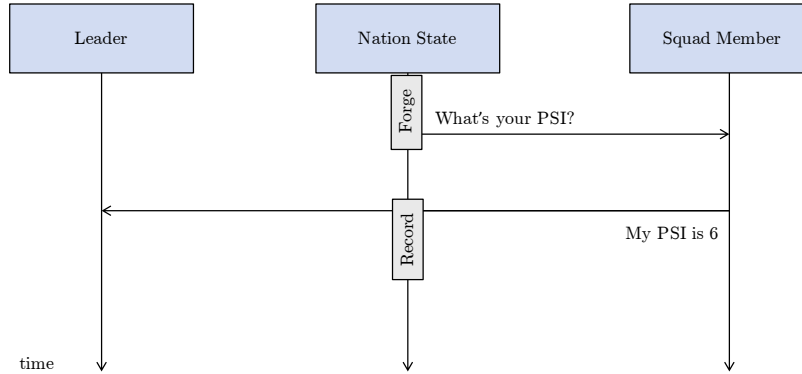 Leader
Nation State
Squad Member
Forge
What's your PSI?
Record
My PSI is 6
time